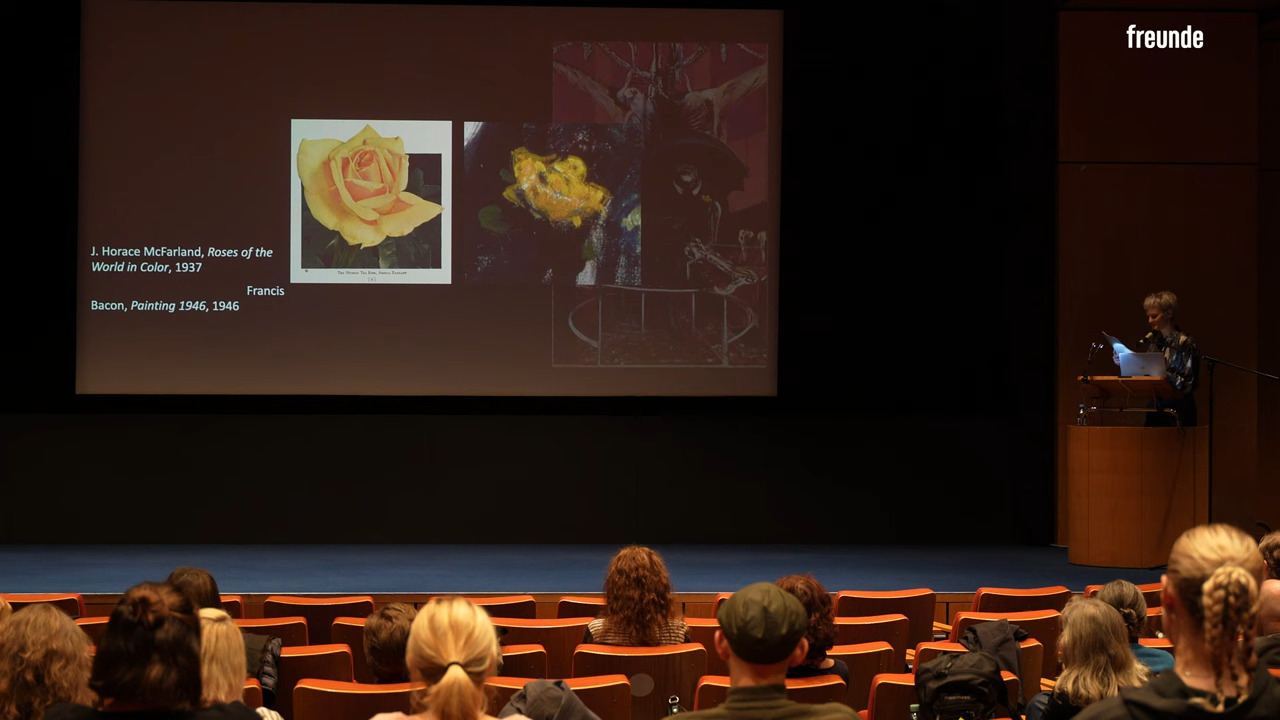 freunde
J. Horace McFarland, Roses of the
World in Color, 1937
Francis
Bacon, Painting 1946, 1946